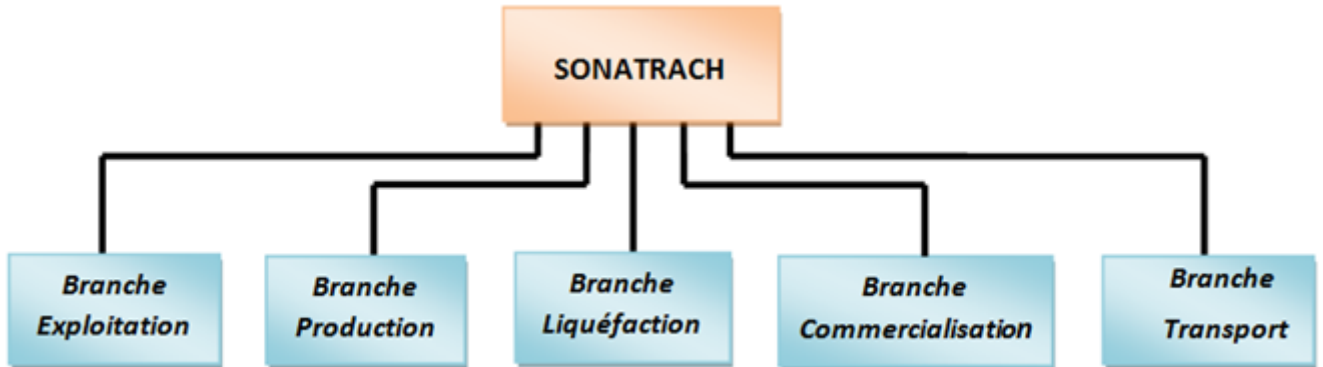 SONATRACH
Branche
Exploitation
Branche
Production
Branche
Liquéfaction
Branche
Commercialisation
Branche
Transport